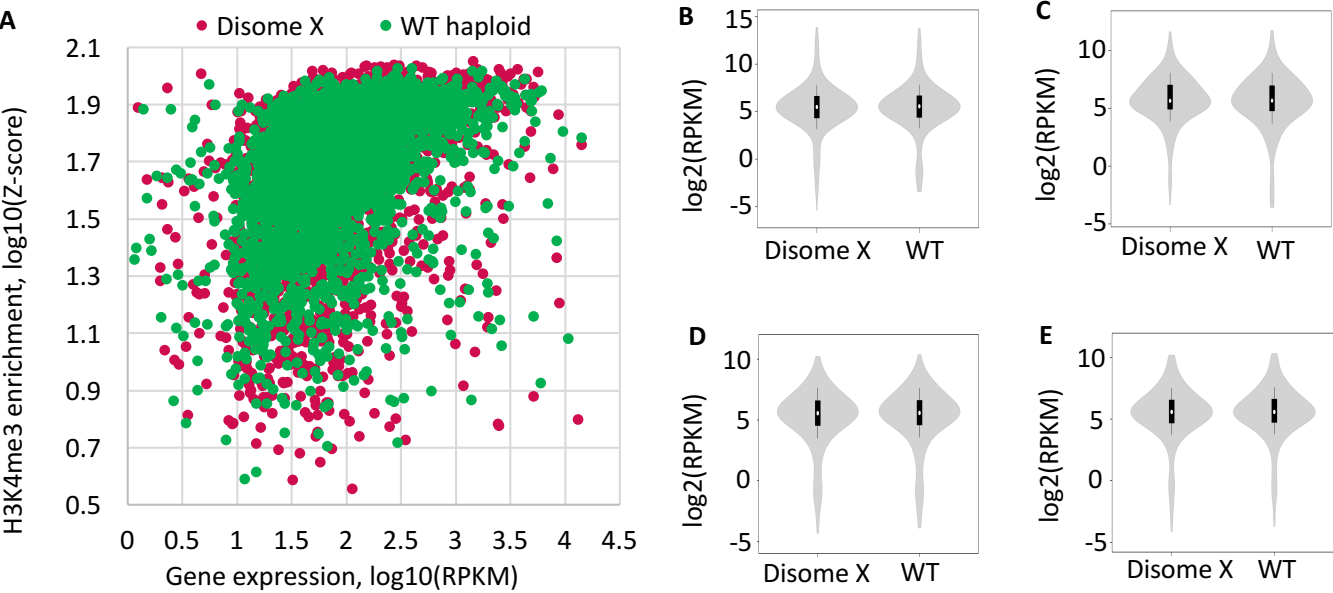 A
Disome X
WT haploid
H3K4me3 enrichment, log10(Z-score)
2.1
1.9
1.7
1.5
1.3
1.1
0.9
0.7
0.5
0 0.5 1 1.5 2 2.5 3 3.5 4 4.5
Gene expression, log10(RPKM)
B
log2(RPKM)
15
10
5
0
-5
Disome X WT
C
log2(RPKM)
10
5
0
-5
Disome X WT
D
log2(RPKM)
10
5
0
-5
Disome X WT
E
log2(RPKM)
10
5
0
-5
Disome X WT